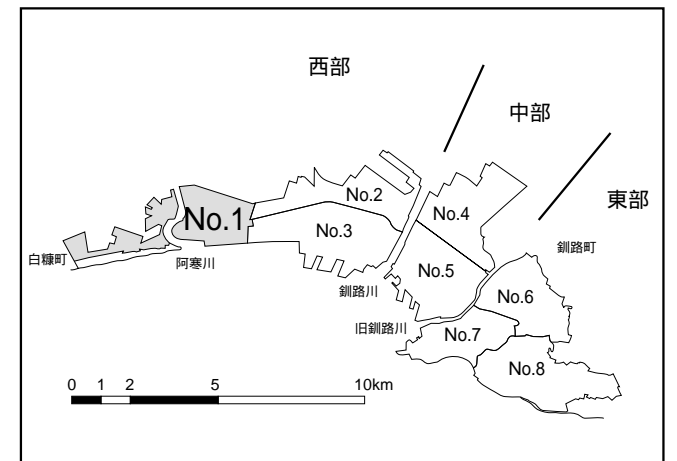 西部
中部
東部
No.1
No.2
No.3
No.4
No.5
No.6
No.7
No.8
白糠町
阿寒川
釧路川
旧釧路川
釧路町
0 1 2 5 10km